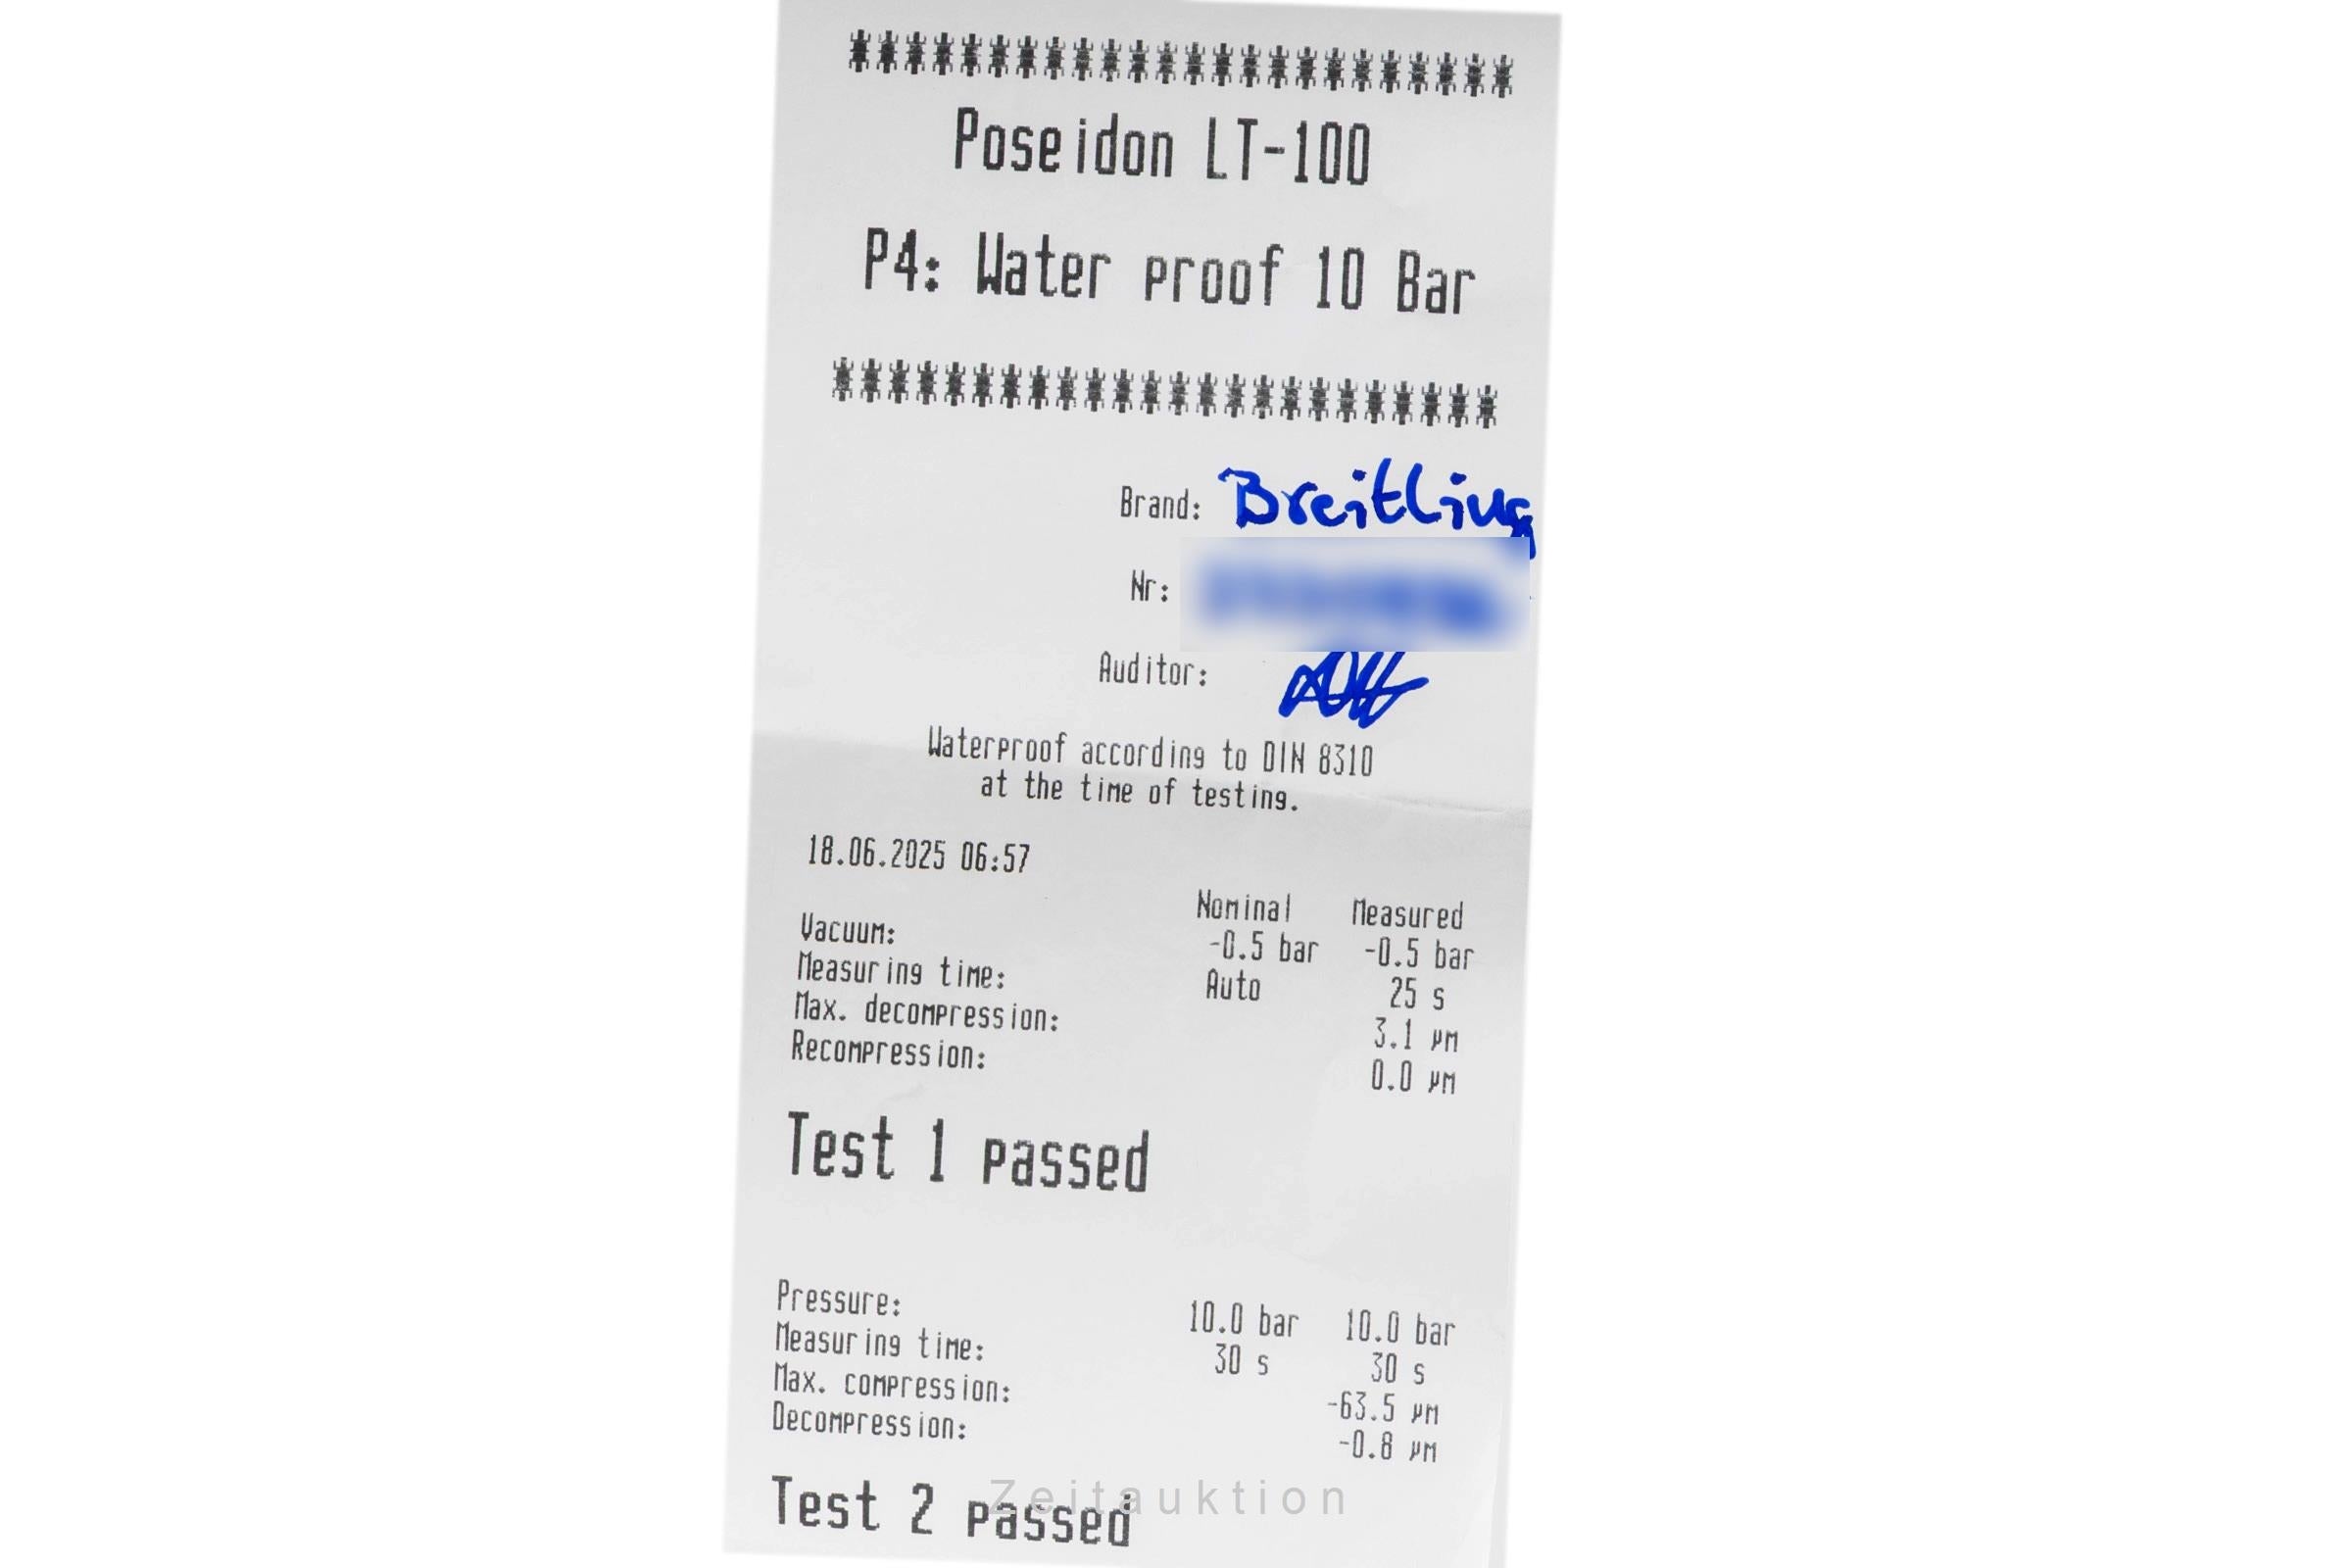 ************************
Poseidon LT-100
P4: Water proof 10 Bar
************************
Brand: Breitling
Nr:
Auditor:
Waterproof according to DIN 8310
at the time of testing.
18.06.2025 06:57
Nominal Measured
Vacuum: -0.5 bar -0.5 bar
Measuring time: Auto 25 s
Max. decompression: 3.1 µm
Recompression: 0.0 µm
Test 1 passed
Pressure: 10.0 bar 10.0 bar
Measuring time: 30 s 30 s
Max. compression: -63.5 µm
Decompression: -0.8 µm
Test 2 passed
Zeitauktion